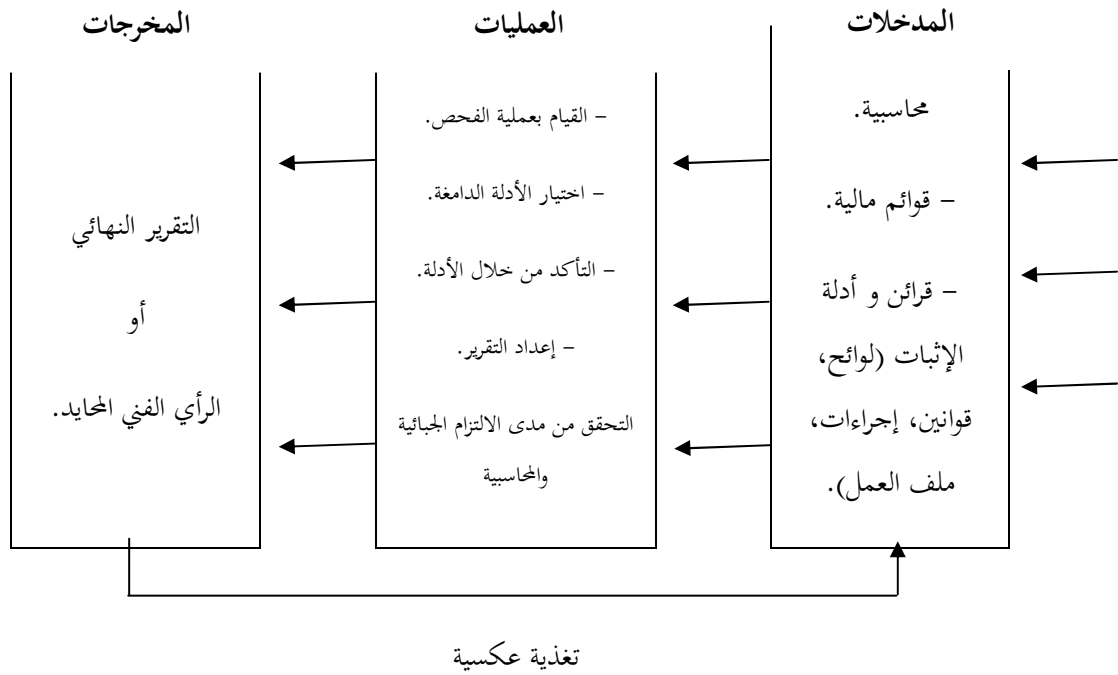 المدخلات
محاسبية.
– قوائم مالية.
– قرائن و أدلة
الإثبات (لوائح،
قوانين، إجراءات،
ملف العمل).
العمليات
– القيام بعملية الفحص.
– اختيار الأدلة الدامغة.
– التأكد من خلال الأدلة.
– إعداد التقرير.
التحقق من مدى الالتزام الجبائية
والمحاسبية
المخرجات
التقرير النهائي
أو
الرأي الفني المحايد.
تغذية عكسية